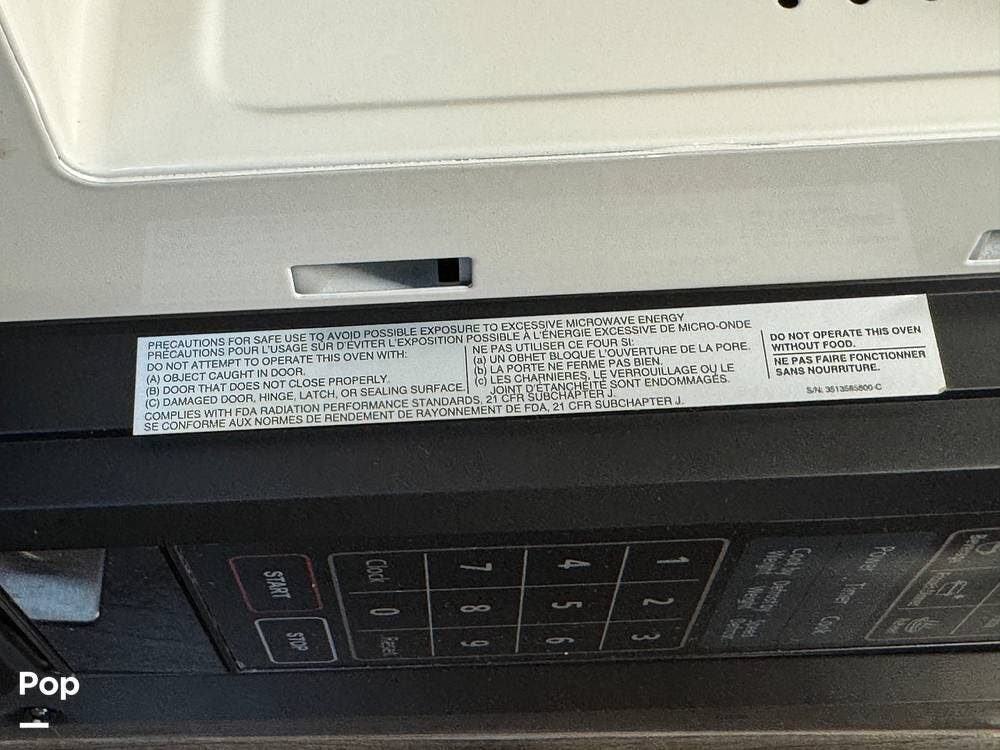 PRECAUTIONS FOR SAFE USE TO AVOID POSSIBLE EXPOSURE TO EXCESSIVE MICROWAVE ENERGY
PRÉCAUTIONS POUR L'USAGE SÛR D'ÉVITER L'EXPOSITION POSSIBLE À L'ÉNERGIE EXCESSIVE DE MICRO-ONDE
DO NOT ATTEMPT TO OPERATE THIS OVEN WITH:
(A) OBJECT CAUGHT IN DOOR.
(B) DOOR THAT DOES NOT CLOSE PROPERLY.
(C) DAMAGED DOOR, HINGE, LATCH, OR SEALING SURFACE.
NE PAS UTILISER CE FOUR SI:
(a) UN OBHET BLOQUE L'OUVERTURE DE LA PORE.
(b) LA PORTE NE FERME PAS BIEN.
(c) LES CHARNIERES, LE VERROUILLAGE OU LE
JOINT D'ÉTANCHÉITÉ SONT ENDOMMAGÉS.
COMPLIES WITH FDA RADIATION PERFORMANCE STANDARDS, 21 CFR SUBCHAPTER J.
SE CONFORME AUX NORMES DE RENDEMENT DE RAYONNEMENT DE FDA, 21 CFR SUBCHAPTER J.
DO NOT OPERATE THIS OVEN
WITHOUT FOOD.
NE PAS FAIRE FONCTIONNER
SANS NOURRITURE.
S/N: 3513585800-C
Power Timer Cook
1 2 3
4 5 6
7 8 9
Clock 0 Reset
START STOP
Pop